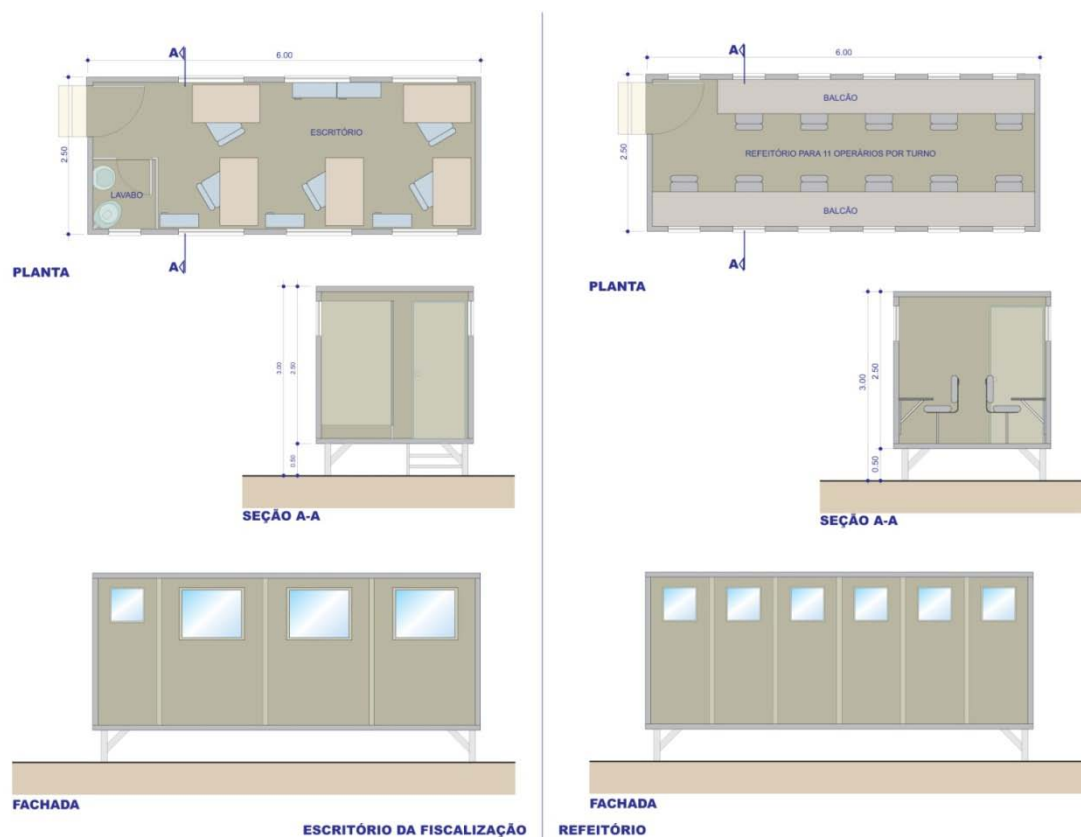 A
6.00
2.50
ESCRITÓRIO
LAVABO
A
PLANTA
3.00
2.50
0.50
SEÇÃO A-A
FACHADA
ESCRITÓRIO DA FISCALIZAÇÃO
A
6.00
2.50
BALCÃO
REFEITÓRIO PARA 11 OPERÁRIOS POR TURNO
BALCÃO
A
PLANTA
3.00
2.50
0.50
SEÇÃO A-A
FACHADA
REFEITÓRIO